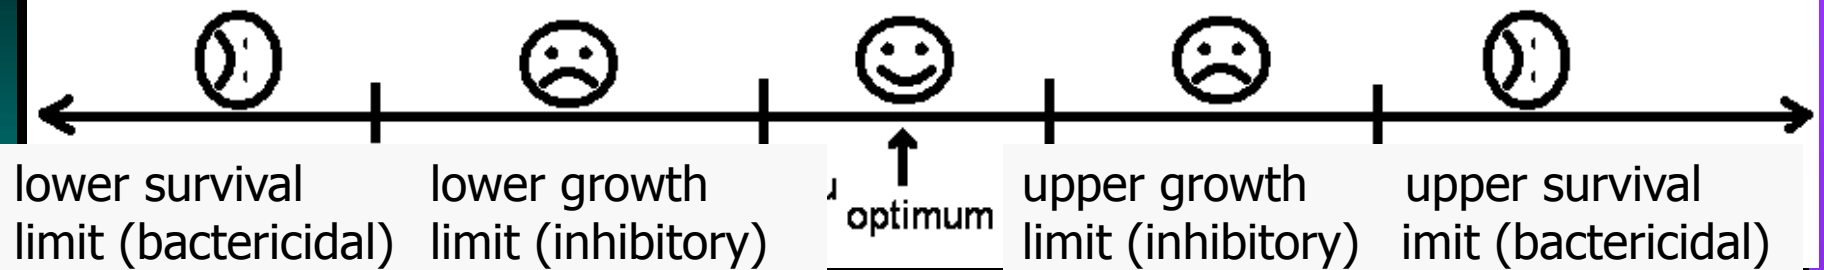 lower survival
limit (bactericidal)
lower growth
limit (inhibitory)
optimum
upper growth
limit (inhibitory)
upper survival
imit (bactericidal)